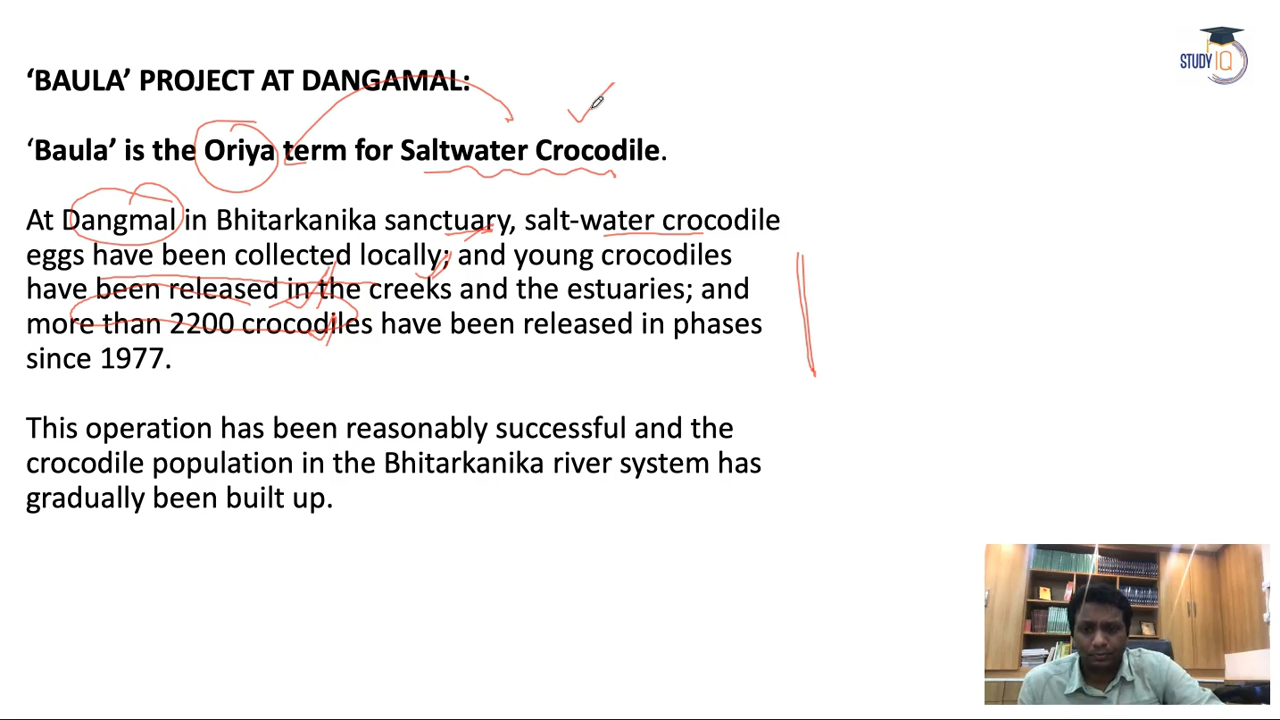 STUDY IQ
‘BAULA’ PROJECT AT DANGAMAL:
‘Baula’ is the Oriya term for Saltwater Crocodile.
At Dangmal in Bhitarkanika sanctuary, salt-water crocodile
eggs have been collected locally; and young crocodiles
have been released in the creeks and the estuaries; and
more than 2200 crocodiles have been released in phases
since 1977.
This operation has been reasonably successful and the
crocodile population in the Bhitarkanika river system has
gradually been built up.